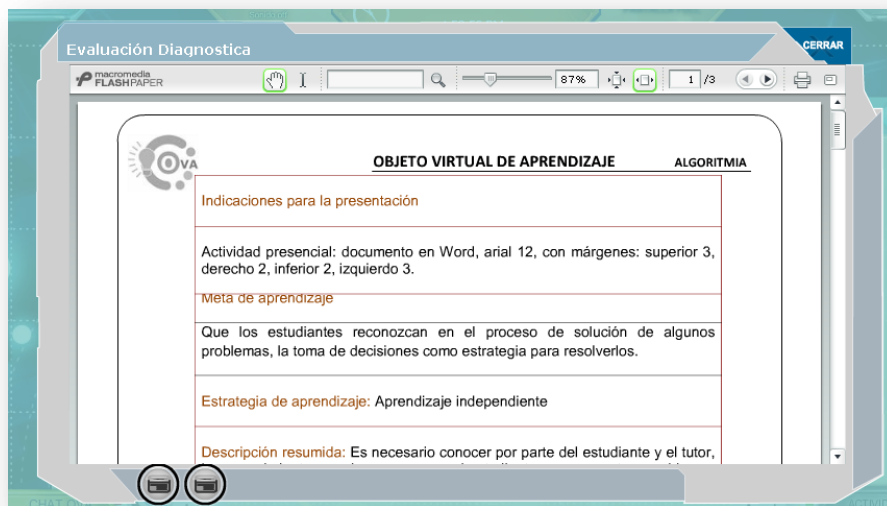 Evaluación Diagnostica
CERRAR
macromedia
FLASHPAPER
87%
1 /3
OVA
OBJETO VIRTUAL DE APRENDIZAJE ALGORITMIA
Indicaciones para la presentación
Actividad presencial: documento en Word, arial 12, con márgenes: superior 3,
derecho 2, inferior 2, izquierdo 3.
Meta de aprendizaje
Que los estudiantes reconozcan en el proceso de solución de algunos
problemas, la toma de decisiones como estrategia para resolverlos.
Estrategia de aprendizaje: Aprendizaje independiente
Descripción resumida: Es necesario conocer por parte del estudiante y el tutor,
CHAT